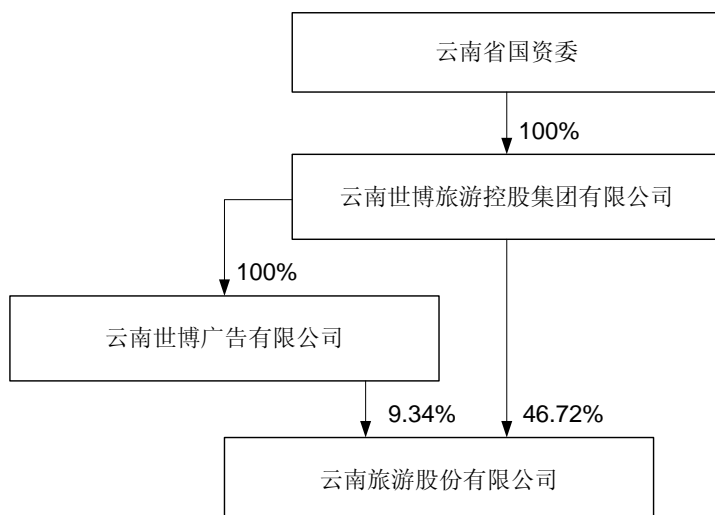 云南省国资委
100%
云南世博旅游控股集团有限公司
100%
云南世博广告有限公司
9.34%
46.72%
云南旅游股份有限公司